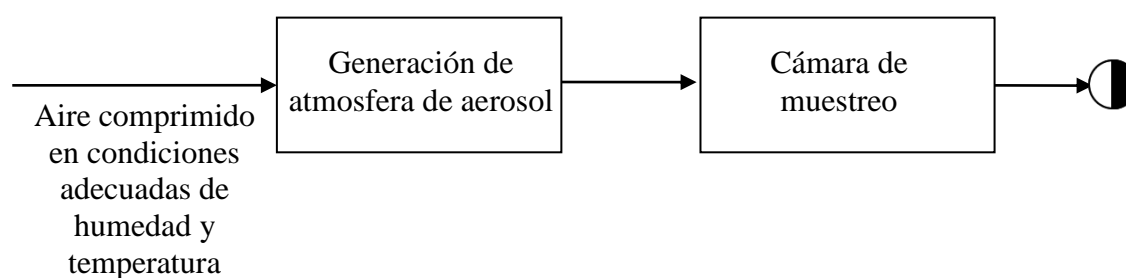 Generación de
atmosfera de aerosol
Cámara de
muestreo
Aire comprimido
en condiciones
adecuadas de
humedad y
temperatura